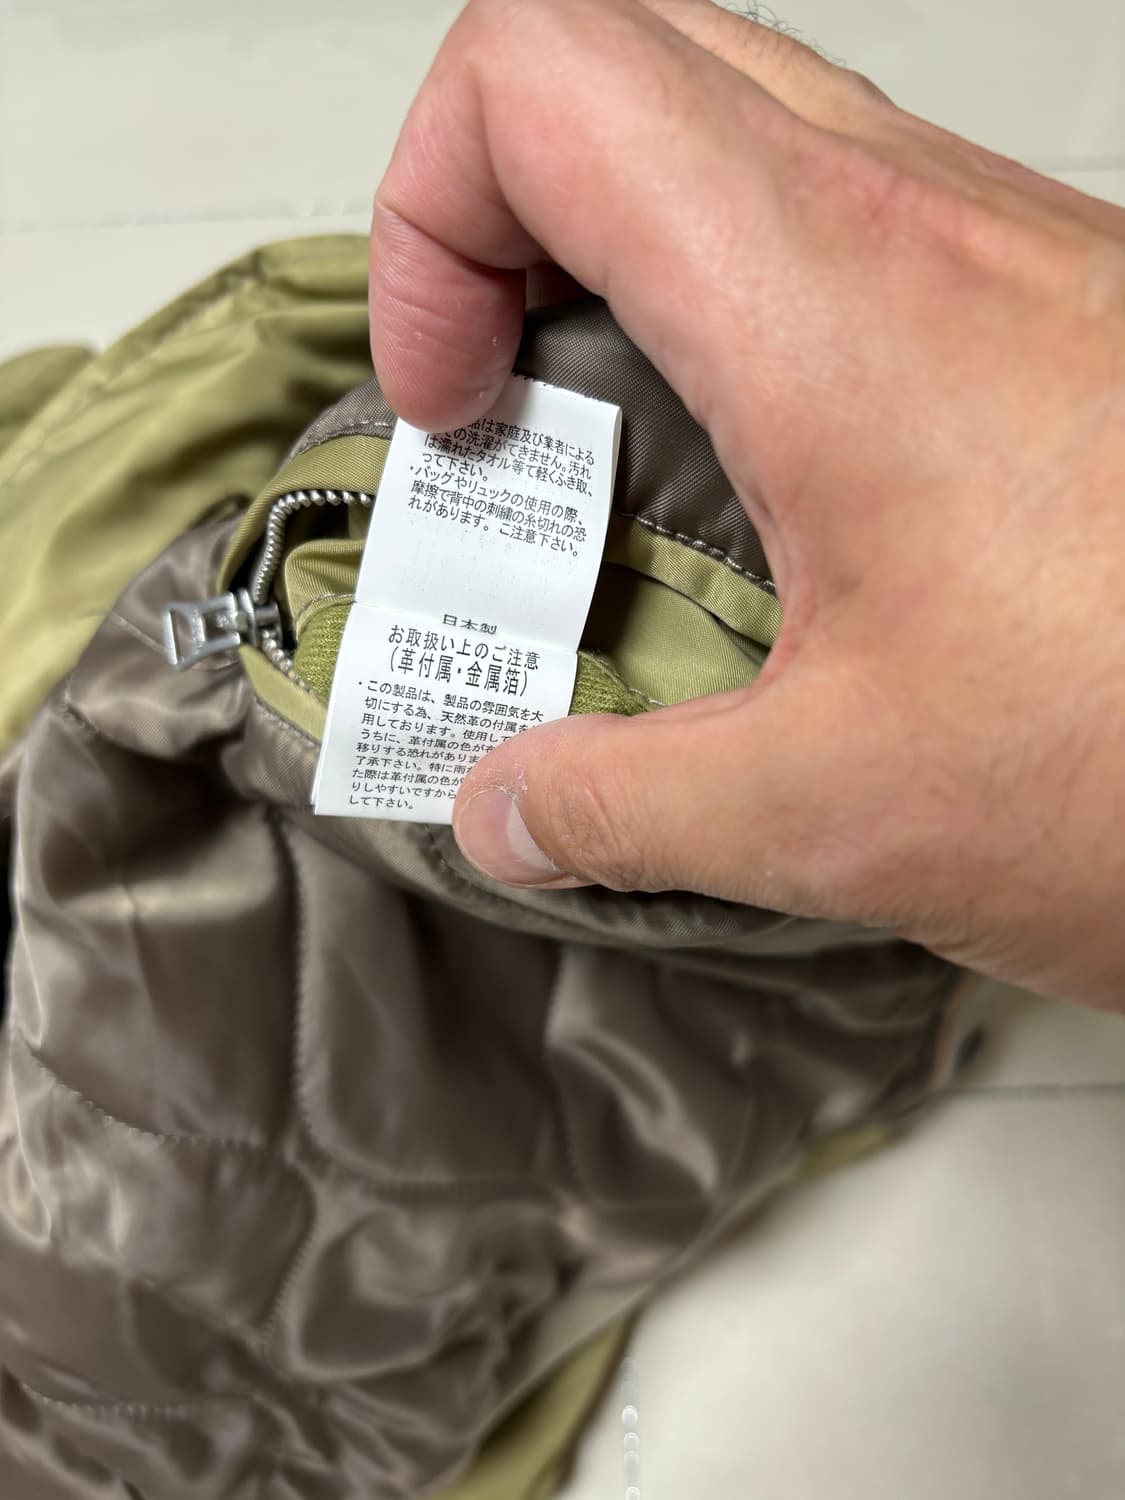 品は家庭及び業者による
の洗濯ができません。汚れ
は濡れたタオル等で軽くふき取、
って下さい。
・バッグやリュックの使用の際、
摩擦で背中の刺繍の糸切れの恐
れがあります。ご注意下さい。
日本製
お取扱い上のご注意
(革付属・金属箔)
・この製品は、製品の雰囲気を大
切にする為、天然革の付属を
用しております。使用して
うちに、革付属の色が
移りする恐れがありま
了承下さい。特に雨
た際は革付属の色が
りしやすいですから
して下さい。